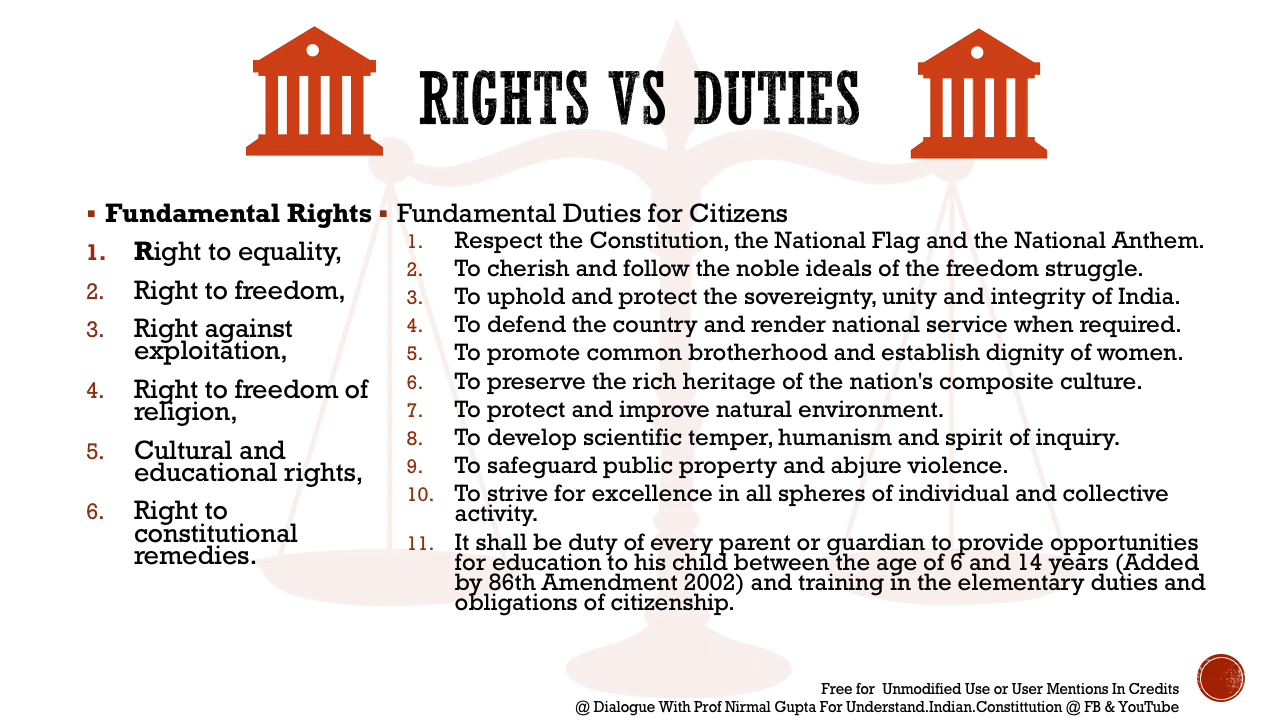 RIGHTS VS DUTIES
▪ Fundamental Rights
1. Right to equality,
2. Right to freedom,
3. Right against
exploitation,
4. Right to freedom of
religion,
5. Cultural and
educational rights,
6. Right to
constitutional
remedies.
▪ Fundamental Duties for Citizens
1. Respect the Constitution, the National Flag and the National Anthem.
2. To cherish and follow the noble ideals of the freedom struggle.
3. To uphold and protect the sovereignty, unity and integrity of India.
4. To defend the country and render national service when required.
5. To promote common brotherhood and establish dignity of women.
6. To preserve the rich heritage of the nation's composite culture.
7. To protect and improve natural environment.
8. To develop scientific temper, humanism and spirit of inquiry.
9. To safeguard public property and abjure violence.
10. To strive for excellence in all spheres of individual and collective
activity.
11. It shall be duty of every parent or guardian to provide opportunities
for education to his child between the age of 6 and 14 years (Added
by 86th Amendment 2002) and training in the elementary duties and
obligations of citizenship.
Free for Unmodified Use or User Mentions In Credits
@ Dialogue With Prof Nirmal Gupta For Understand.Indian.Constittution @ FB & YouTube